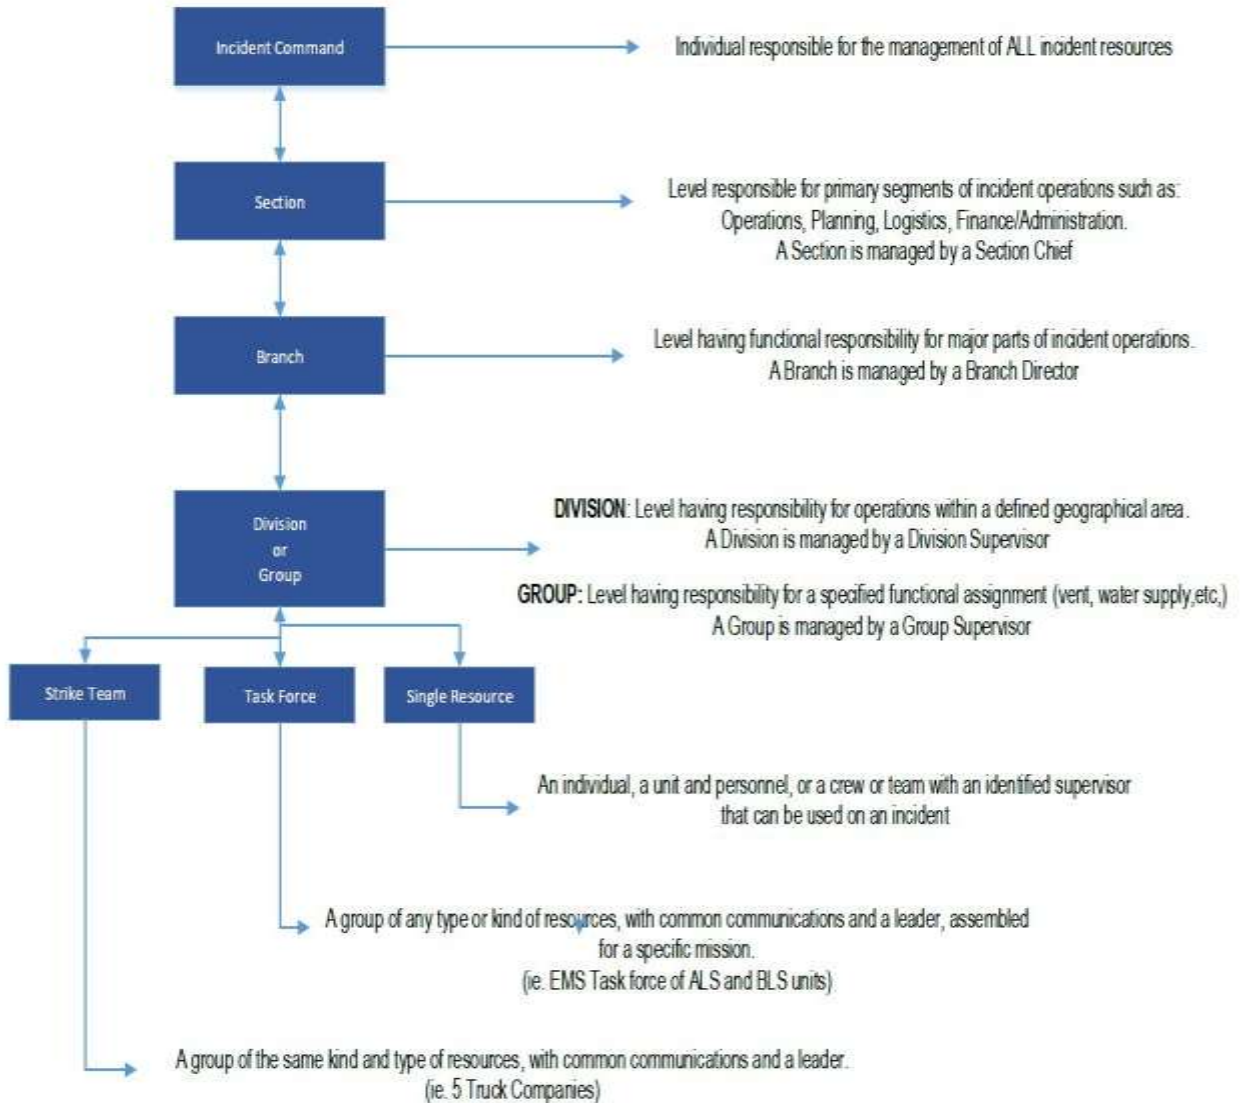 Incident Command
Individual responsible for the management of ALL incident resources
Section
Level responsible for primary segments of incident operations such as:
Operations, Planning, Logistics, Finance/Administration.
A Section is managed by a Section Chief
Branch
Level having functional responsibility for major parts of incident operations.
A Branch is managed by a Branch Director
Division
or
Group
DIVISION: Level having responsibility for operations within a defined geographical area.
A Division is managed by a Division Supervisor
GROUP: Level having responsibility for a specified functional assignment (vent, water supply,etc,)
A Group is managed by a Group Supervisor
Strike Team
Task Force
Single Resource
An individual, a unit and personnel, or a crew or team with an identified supervisor
that can be used on an incident
A group of any type or kind of resources, with common communications and a leader, assembled
for a specific mission.
(ie. EMS Task force of ALS and BLS units)
A group of the same kind and type of resources, with common communications and a leader.
(ie. 5 Truck Companies)